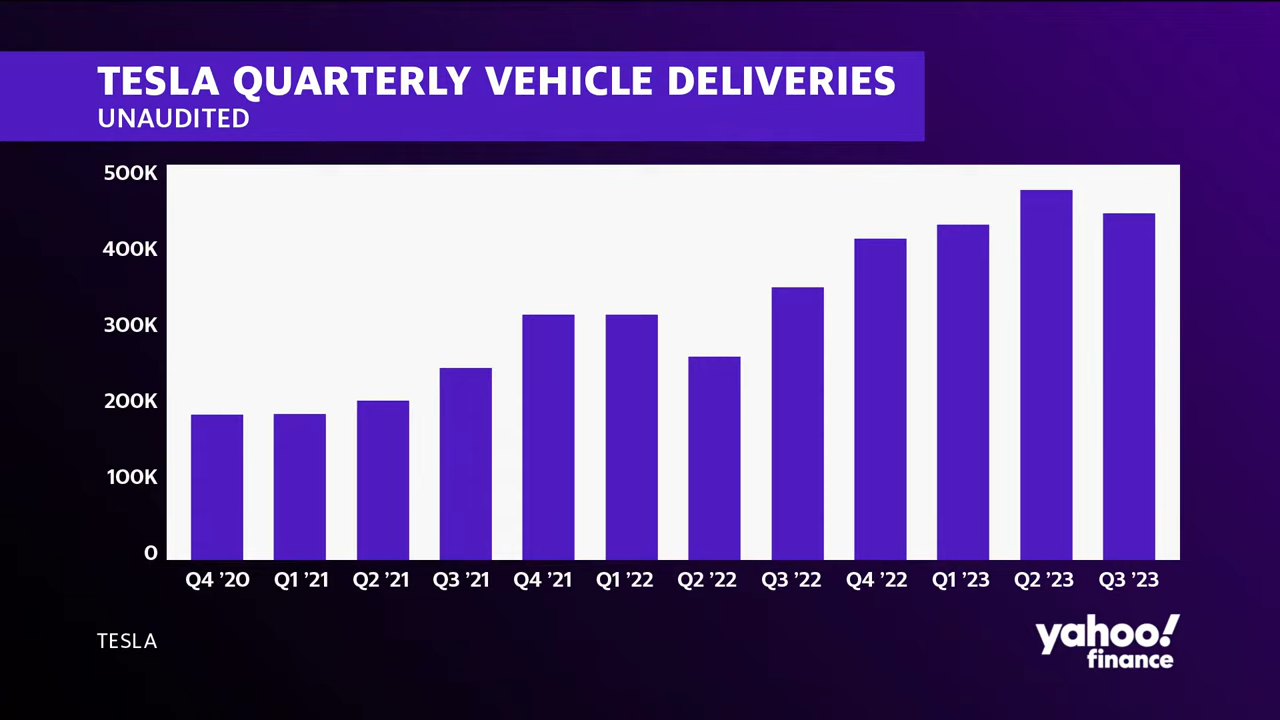 TESLA QUARTERLY VEHICLE DELIVERIES
UNAUDITED
500K
400K
300K
200K
100K
0
Q4 ’20 Q1 ’21 Q2 ’21 Q3 ’21 Q4 ’21 Q1 ’22 Q2 ’22 Q3 ’22 Q4 ’22 Q1 ’23 Q2 ’23 Q3 ’23
TESLA
yahoo!
finance